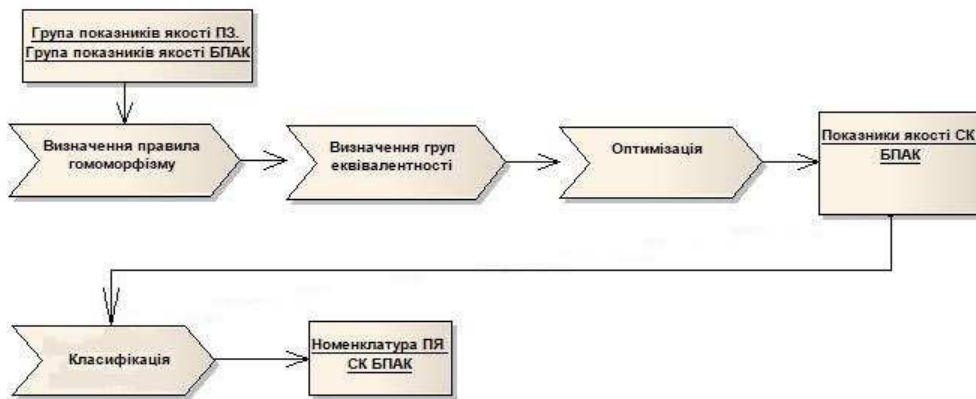 Група показників якості ПЗ.
Група показників якості БПАК
Визначення правила
гомоморфізму
Визначення груп
еквівалентності
Оптимізація
Показники якості СК
БПАК
Класифікація
Номенклатура ПЯ
СК БПАК